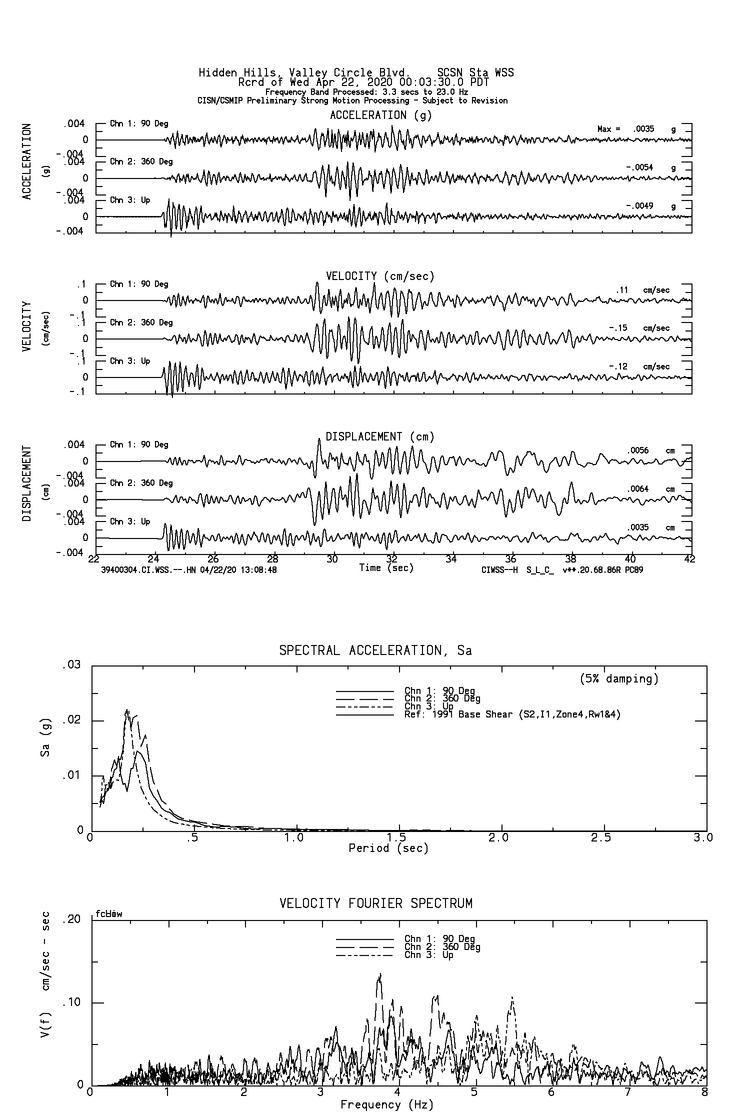 Hidden Hills, Valley Circle Blvd. SCSN Sta WSS
Rcrd of Wed Apr 22, 2020 00:03:30.0 PDT
Frequency Band Processed: 3.3 secs to 23.0 Hz
CISN/CSMIP Preliminary Strong Motion Processing - Subject to Revision
ACCELERATION (g)
ACCELERATION
(g)
.004
0
-.004
Chn 1: 90 Deg
Max = .0035 g
.004
0
-.004
Chn 2: 360 Deg
-.0054 g
.004
0
-.004
Chn 3: Up
-.0049 g
VELOCITY (cm/sec)
VELOCITY
(cm/sec)
.1
0
-.1
Chn 1: 90 Deg
.11 cm/sec
.1
0
-.1
Chn 2: 360 Deg
-.15 cm/sec
.1
0
-.1
Chn 3: Up
-.12 cm/sec
DISPLACEMENT (cm)
DISPLACEMENT
(cm)
.004
0
-.004
Chn 1: 90 Deg
.0056 cm
.004
0
-.004
Chn 2: 360 Deg
.0064 cm
.004
0
-.004
Chn 3: Up
.0035 cm
22 24 26 28 30 32 34 36 38 40 42
Time (sec)
39400304.CI.WSS.--.HN 04/22/20 13:08:48
CIWSS--H S_L_C_ v**.20.68.86R PC89
SPECTRAL ACCELERATION, Sa
(5% damping)
Chn 1: 90 Deg
Chn 2: 360 Deg
Chn 3: Up
Ref: 1991 Base Shear (S2,I1,Zone4,Rw1&4)
Sa (g)
.03
.02
.01
0
0 .5 1.0 1.5 2.0 2.5 3.0
Period (sec)
VELOCITY FOURIER SPECTRUM
Chn 1: 90 Deg
Chn 2: 360 Deg
Chn 3: Up
V(f) cm/sec - sec
.20
.10
0
0 1 2 3 4 5 6 7 8
Frequency (Hz)